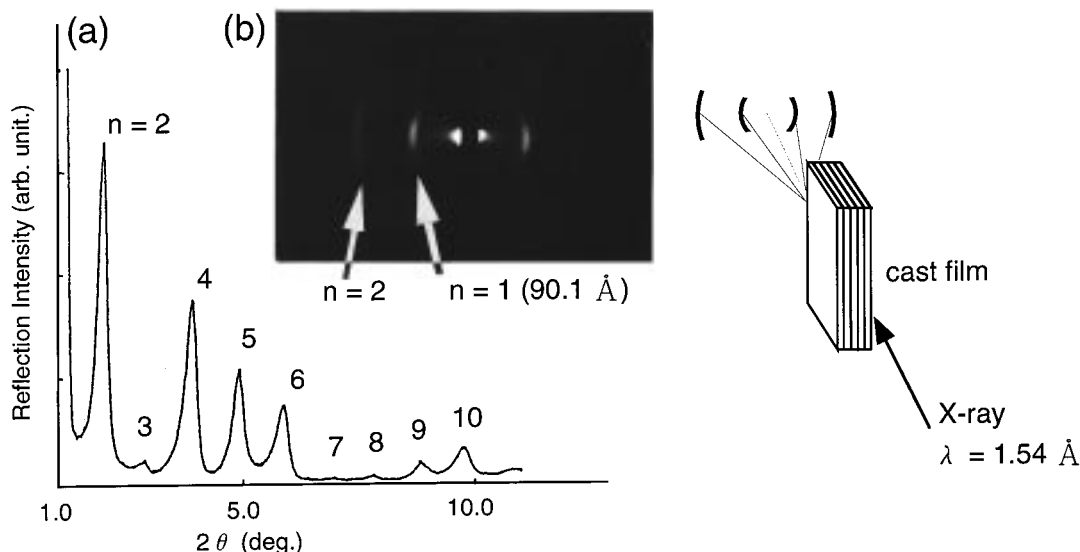 (a)
(b)
Reflection Intensity (arb. unit.)
n = 2
3
4
5
6
7
8
9
10
1.0
5.0
10.0
2 θ (deg.)
n = 2
n = 1 (90.1 Å)
cast film
X-ray
λ = 1.54 Å